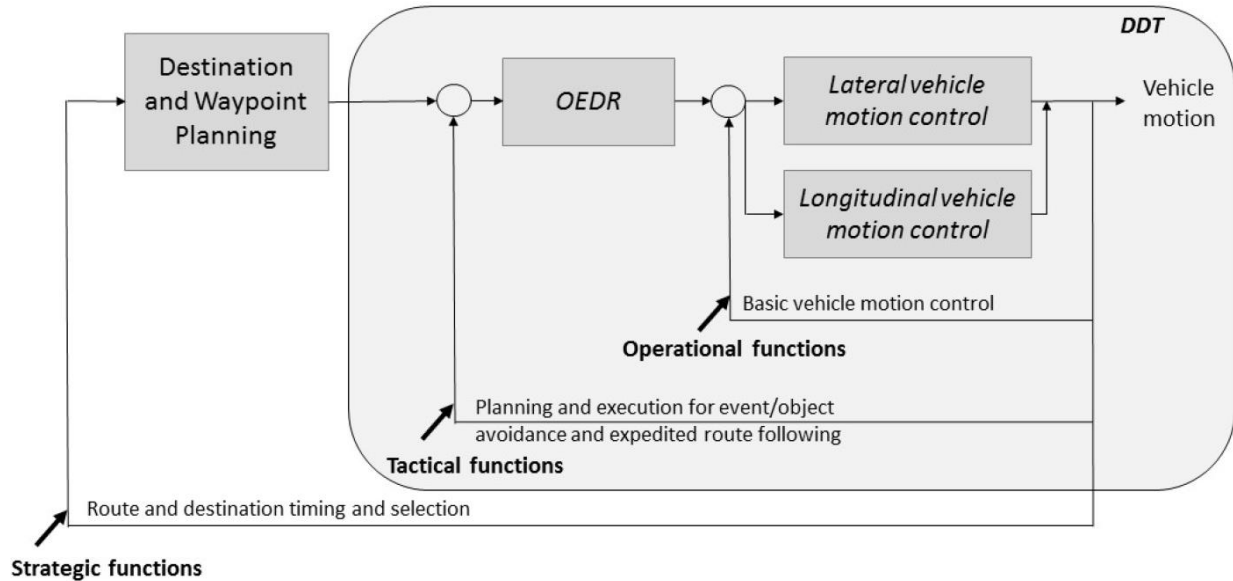 DDT
Destination
and Waypoint
Planning
OEDR
Lateral vehicle
motion control
Vehicle
motion
Longitudinal vehicle
motion control
Basic vehicle motion control
Operational functions
Planning and execution for event/object
avoidance and expedited route following
Tactical functions
Route and destination timing and selection
Strategic functions